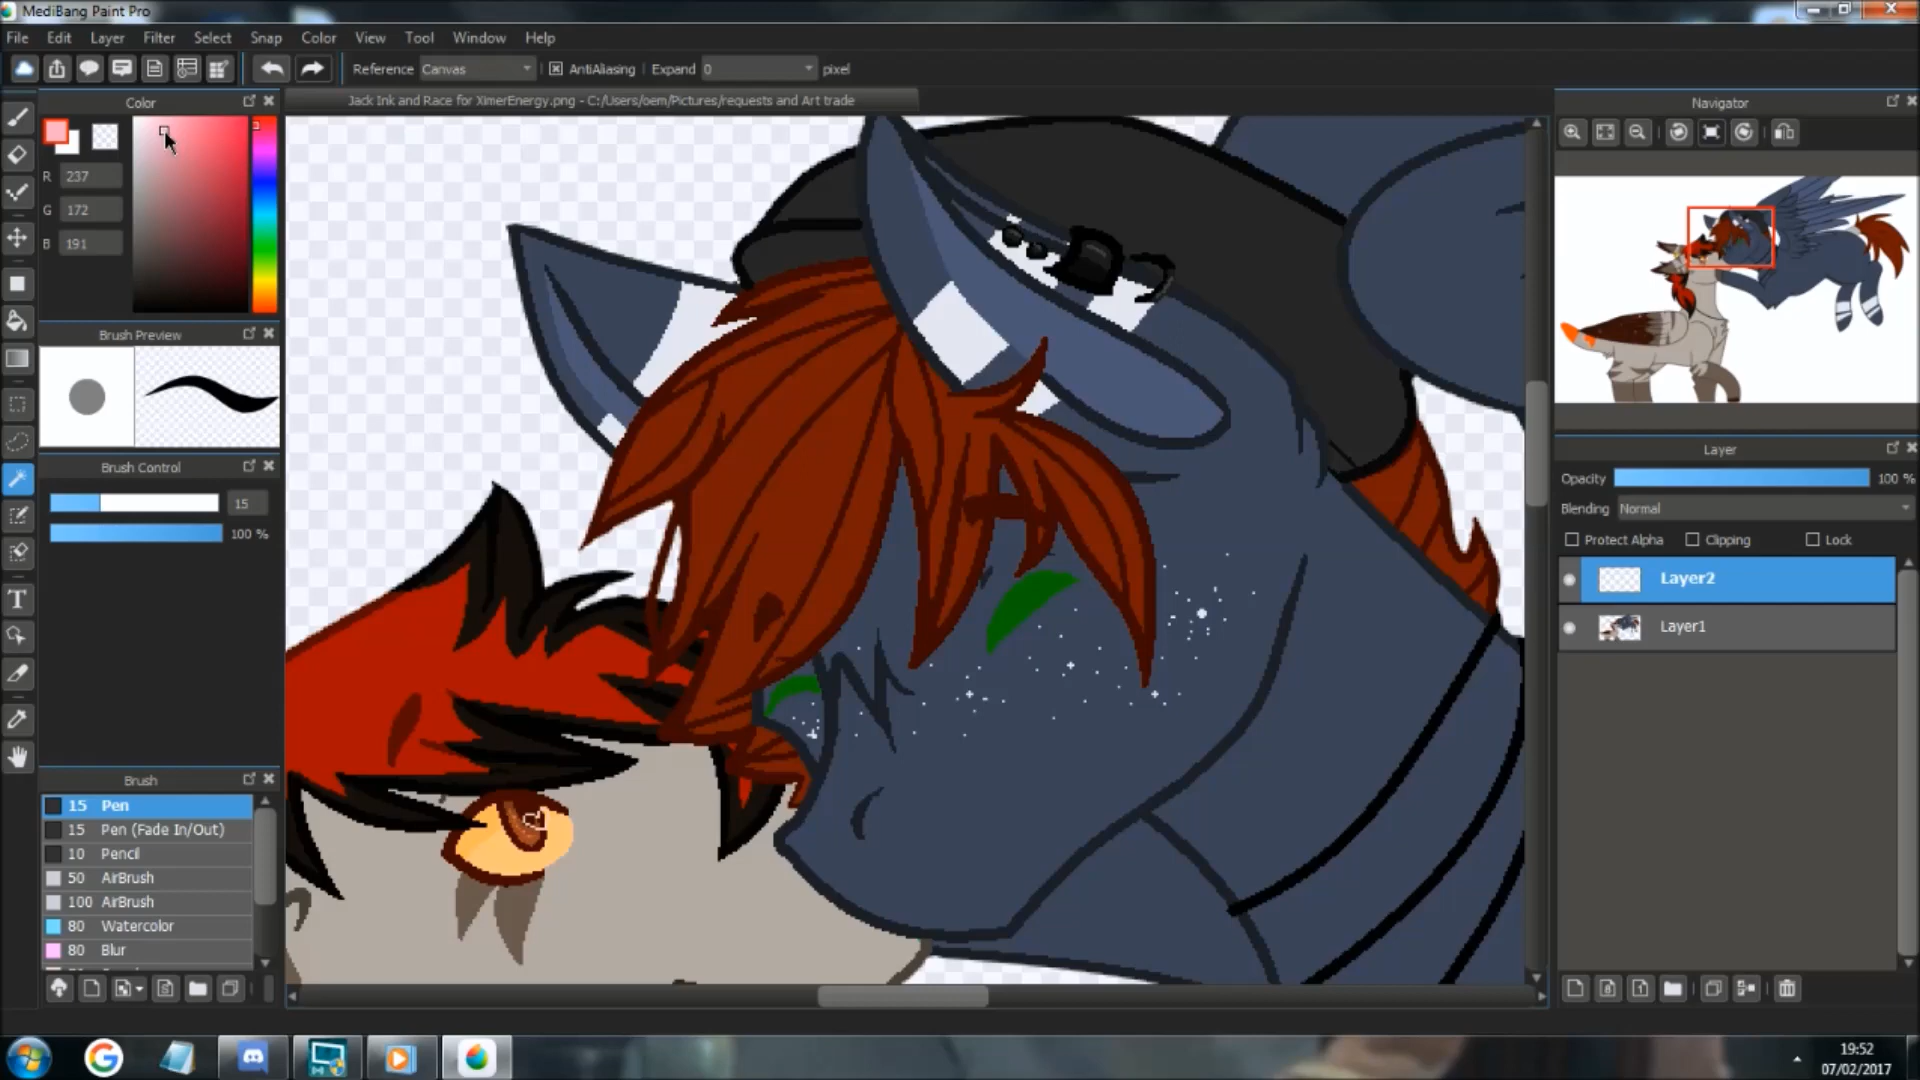 MediBang Paint Pro
File Edit Layer Filter Select Snap Color View Tool Window Help
Reference Canvas AntiAliasing Expand 0 pixel
Color
R 237
G 172
B 191
Brush Preview
Brush Control
15
100 %
Brush
15 Pen
15 Pen (Fade In/Out)
10 Pencil
50 AirBrush
100 AirBrush
80 Watercolor
80 Blur
Jack Ink and Race for XimerEnergy.png - C:/Users/oem/Pictures/requests and Art trade
Navigator
Layer
Opacity 100 %
Blending Normal
Protect Alpha Clipping Lock
Layer2
Layer1
19:52
07/02/2017